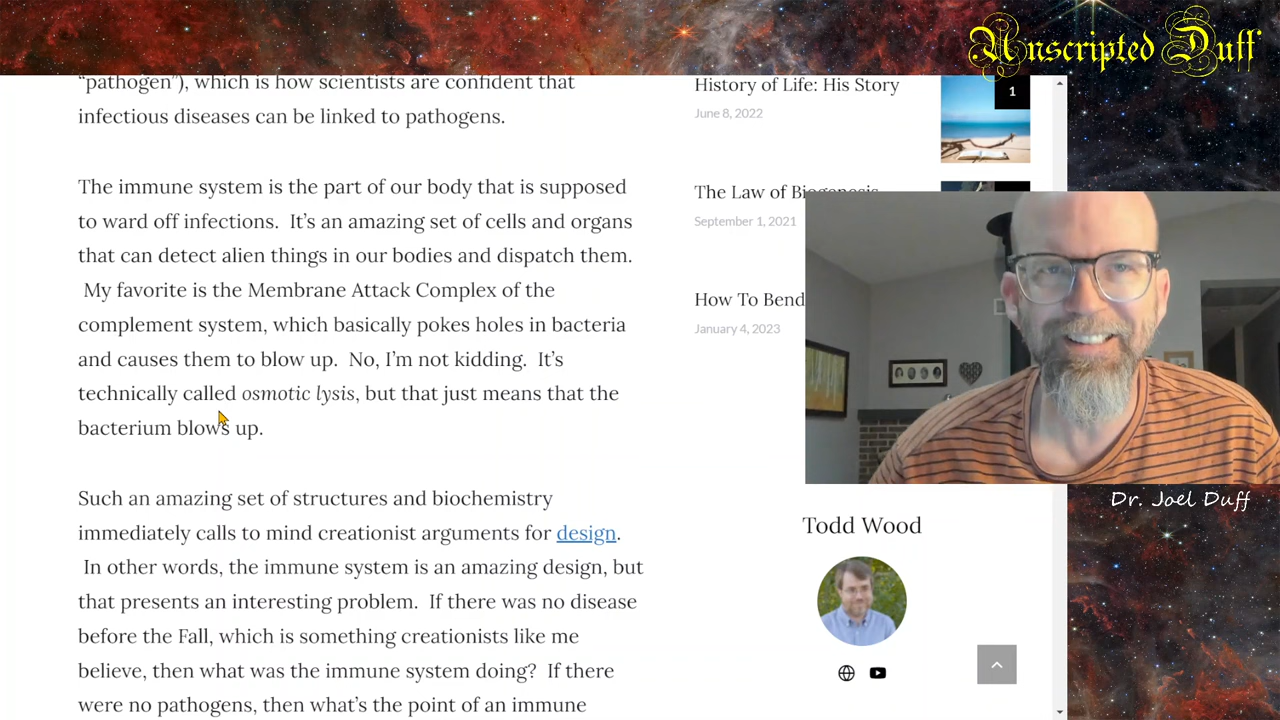 Unscripted Duff
"pathogen"), which is how scientists are confident that
infectious diseases can be linked to pathogens.
The immune system is the part of our body that is supposed
to ward off infections.  It's an amazing set of cells and organs
that can detect alien things in our bodies and dispatch them.
My favorite is the Membrane Attack Complex of the
complement system, which basically pokes holes in bacteria
and causes them to blow up.  No, I'm not kidding.  It's
technically called osmotic lysis, but that just means that the
bacterium blows up.
Such an amazing set of structures and biochemistry
immediately calls to mind creationist arguments for design.
In other words, the immune system is an amazing design, but
that presents an interesting problem.  If there was no disease
before the Fall, which is something creationists like me
believe, then what was the immune system doing?  If there
were no pathogens, then what's the point of an immune
History of Life: His Story
June 8, 2022
1
The Law of Biogenesis
September 1, 2021
How To Bend
January 4, 2023
Dr. Joel Duff
Todd Wood